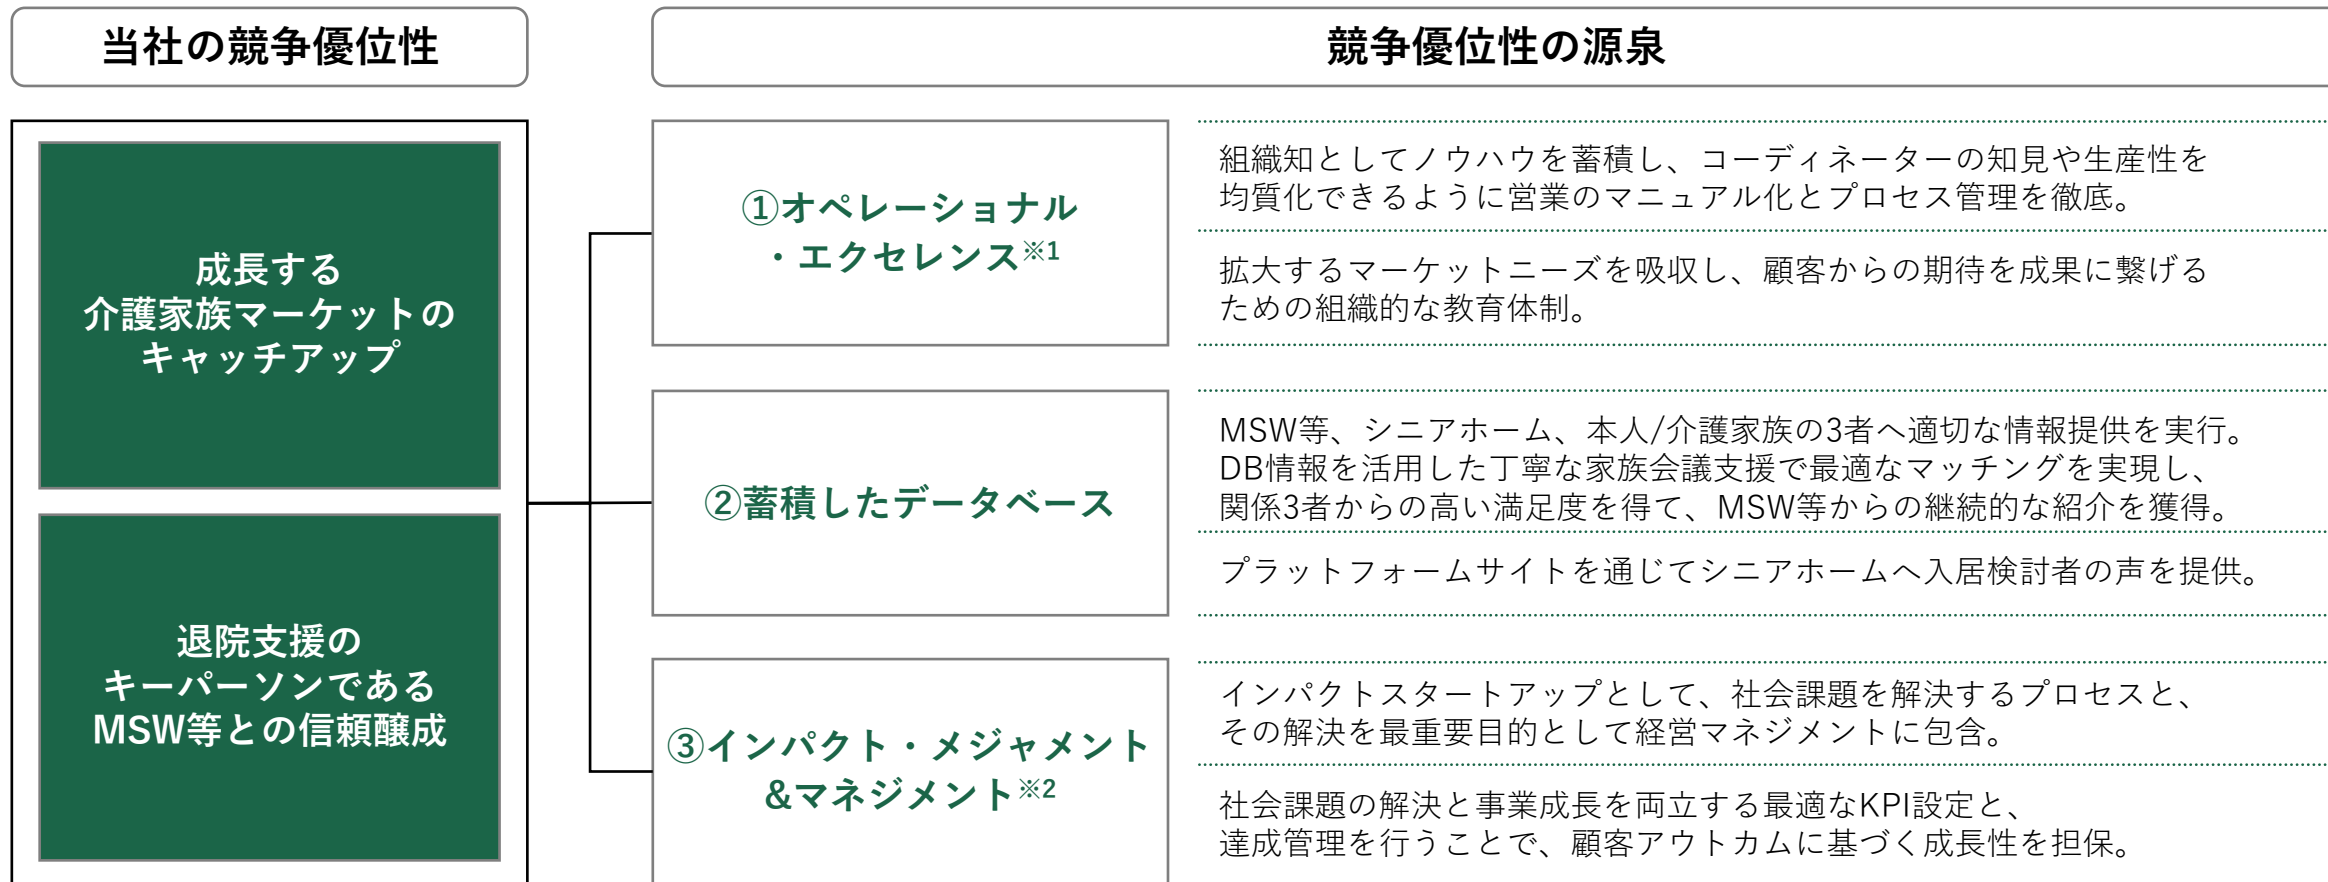 当社の競争優位性
競争優位性の源泉
成長する
介護家族マーケットの
キャッチアップ
退院支援の
キーパーソンである
MSW等との信頼醸成
①オペレーショナル
・エクセレンス※1
組織知としてノウハウを蓄積し、コーディネーターの知見や生産性を
均質化できるように営業のマニュアル化とプロセス管理を徹底。
拡大するマーケットニーズを吸収し、顧客からの期待を成果に繋げる
ための組織的な教育体制。
②蓄積したデータベース
MSW等、シニアホーム、本人/介護家族の3者へ適切な情報提供を実行。
DB情報を活用した丁寧な家族会議支援で最適なマッチングを実現し、
関係3者からの高い満足度を得て、MSW等からの継続的な紹介を獲得。
プラットフォームサイトを通じてシニアホームへ入居検討者の声を提供。
③インパクト・メジャメント
&マネジメント※2
インパクトスタートアップとして、社会課題を解決するプロセスと、
その解決を最重要目的として経営マネジメントに包含。
社会課題の解決と事業成長を両立する最適なKPI設定と、
達成管理を行うことで、顧客アウトカムに基づく成長性を担保。